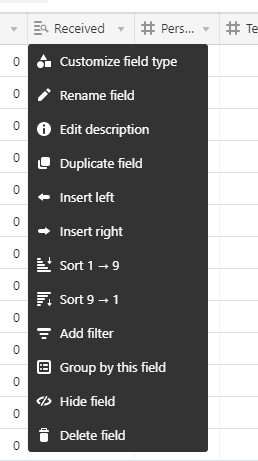 Received
Pers...
Te
Customize field type
Rename field
Edit description
Duplicate field
Insert left
Insert right
Sort 1 → 9
Sort 9 → 1
Add filter
Group by this field
Hide field
Delete field
0
0
0
0
0
0
0
0
0
0
0
0
0